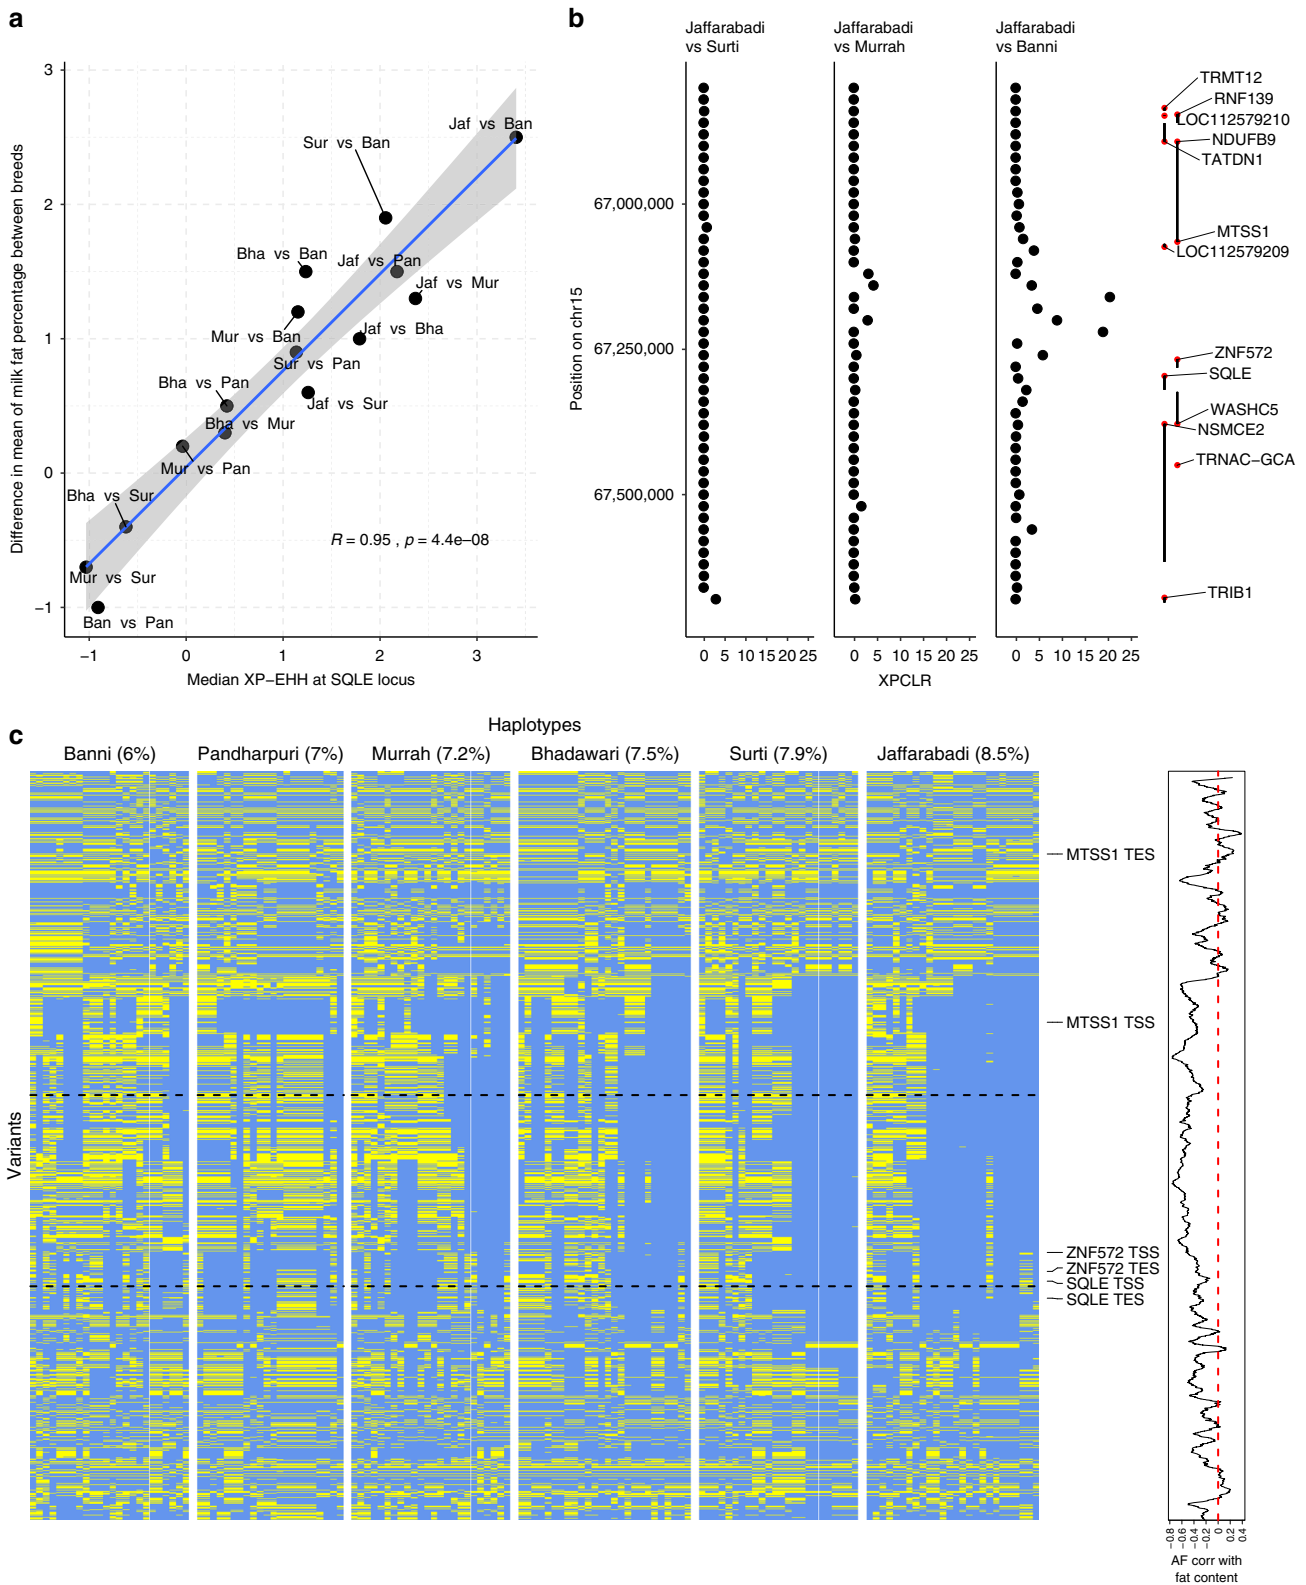 a
Difference in mean of milk fat percentage between breeds
3
2
1
0
−1
Jaf vs Ban
Sur vs Ban
Bha vs Ban
Jaf vs Pan
Jaf vs Mur
Mur vs Ban
Jaf vs Bha
Sur vs Pan
Bha vs Pan
Jaf vs Sur
Bha vs Mur
Mur vs Pan
Bha vs Sur
R = 0.95 , p = 4.4e−08
Mur vs Sur
Ban vs Pan
−1 0 1 2 3
Median XP−EHH at SQLE locus
b
Jaffarabadi
vs Surti
Jaffarabadi
vs Murrah
Jaffarabadi
vs Banni
Position on chr15
67,000,000
67,250,000
67,500,000
0 5 10 15 20 25
0 5 10 15 20 25
0 5 10 15 20 25
XPCLR
TRMT12
RNF139
LOC112579210
NDUFB9
TATDN1
MTSS1
LOC112579209
ZNF572
SQLE
WASHC5
NSMCE2
TRNAC−GCA
TRIB1
c
Haplotypes
Banni (6%) Pandharpuri (7%) Murrah (7.2%) Bhadawari (7.5%) Surti (7.9%) Jaffarabadi (8.5%)
Variants
MTSS1 TES
MTSS1 TSS
ZNF572 TSS
ZNF572 TES
SQLE TSS
SQLE TES
−0.8 −0.6 −0.4 −0.2 0 0.2 0.4
AF corr with
fat content